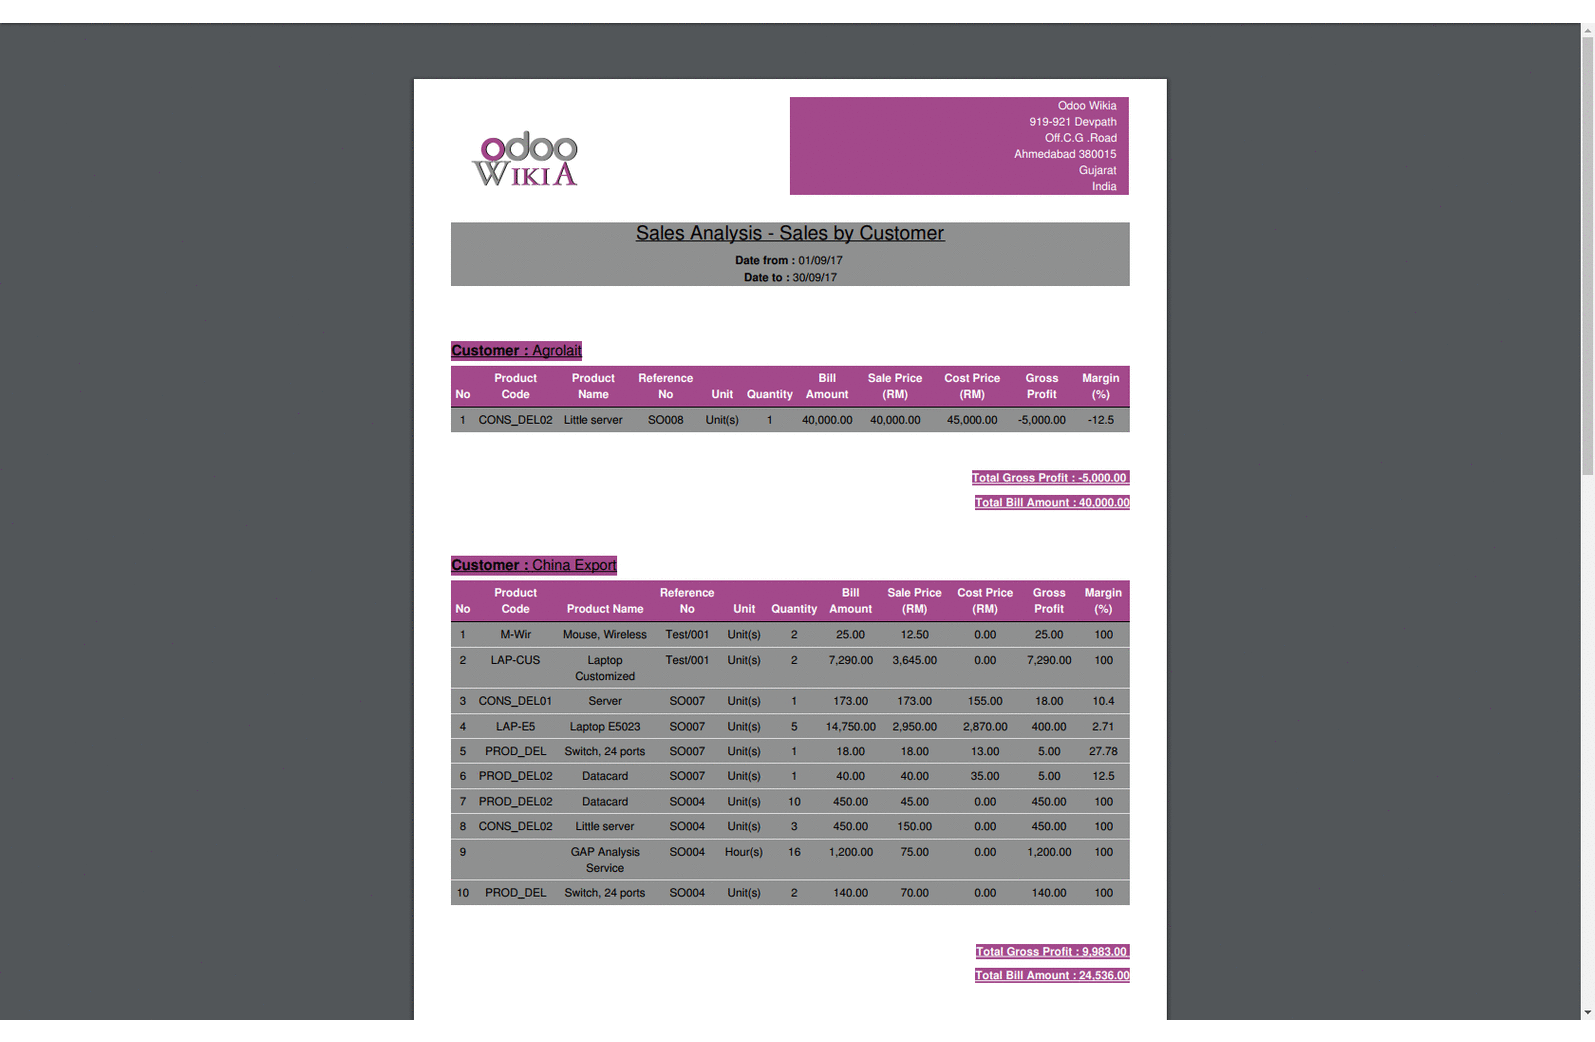 odoo
WIKIA
Odoo Wikia
919-921 Devpath
Off.C.G .Road
Ahmedabad 380015
Gujarat
India
Sales Analysis - Sales by Customer
Date from : 01/09/17
Date to : 30/09/17
Customer : Agrolait
No Product Code Product Name Reference No Unit Quantity Bill Amount Sale Price (RM) Cost Price (RM) Gross Profit Margin (%)
1 CONS_DEL02 Little server SO008 Unit(s) 1 40,000.00 40,000.00 45,000.00 -5,000.00 -12.5
Total Gross Profit : -5,000.00
Total Bill Amount : 40,000.00
Customer : China Export
No Product Code Product Name Reference No Unit Quantity Bill Amount Sale Price (RM) Cost Price (RM) Gross Profit Margin (%)
1 M-Wir Mouse, Wireless Test/001 Unit(s) 2 25.00 12.50 0.00 25.00 100
2 LAP-CUS Laptop Customized Test/001 Unit(s) 2 7,290.00 3,645.00 0.00 7,290.00 100
3 CONS_DEL01 Server SO007 Unit(s) 1 173.00 173.00 155.00 18.00 10.4
4 LAP-E5 Laptop E5023 SO007 Unit(s) 5 14,750.00 2,950.00 2,870.00 400.00 2.71
5 PROD_DEL Switch, 24 ports SO007 Unit(s) 1 18.00 18.00 13.00 5.00 27.78
6 PROD_DEL02 Datacard SO007 Unit(s) 1 40.00 40.00 35.00 5.00 12.5
7 PROD_DEL02 Datacard SO004 Unit(s) 10 450.00 45.00 0.00 450.00 100
8 CONS_DEL02 Little server SO004 Unit(s) 3 450.00 150.00 0.00 450.00 100
9 GAP Analysis Service SO004 Hour(s) 16 1,200.00 75.00 0.00 1,200.00 100
10 PROD_DEL Switch, 24 ports SO004 Unit(s) 2 140.00 70.00 0.00 140.00 100
Total Gross Profit : 9,983.00
Total Bill Amount : 24,536.00